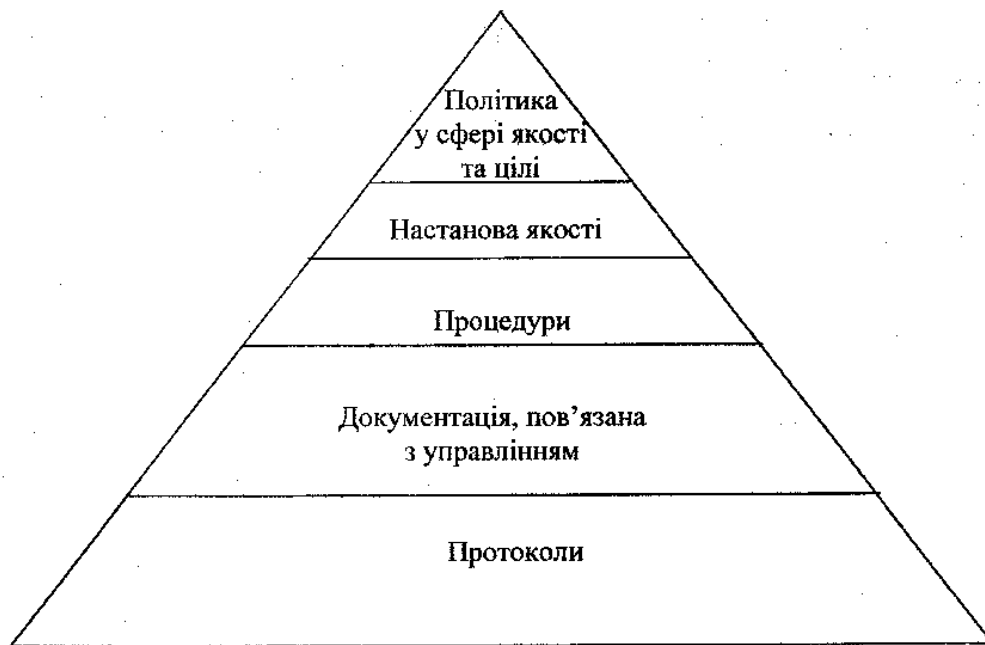 Політика
у сфері якості
та цілі
Настанова якості
Процедури
Документація, пов’язана
з управлінням
Протоколи